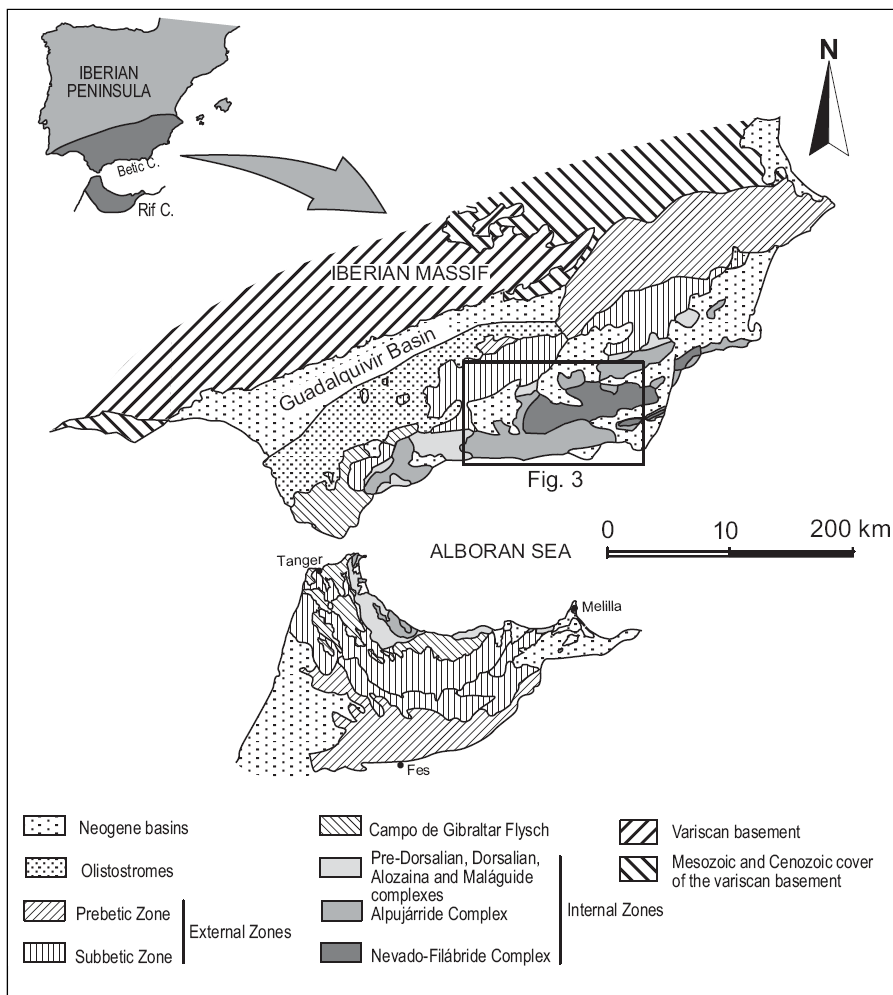 IBERIAN
PENINSULA
Betic C.
Rif C.
N
IBERIAN MASSIF
Guadalquivir Basin
Fig. 3
0 10 200 km
ALBORAN SEA
Tanger
Melilla
Fes
Neogene basins
Olistostromes
Prebetic Zone
Subbetic Zone
External Zones
Campo de Gibraltar Flysch
Pre-Dorsalian, Dorsalian,
Alozaina and Maláguide
complexes
Alpujárride Complex
Nevado-Filábride Complex
Internal Zones
Variscan basement
Mesozoic and Cenozoic cover
of the variscan basement